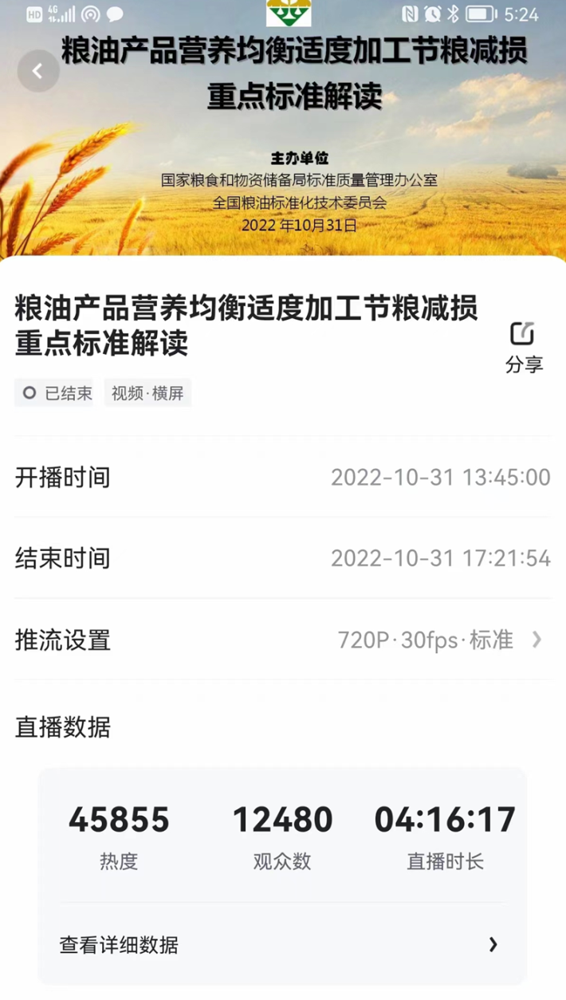 HD 4G 5:24
粮油产品营养均衡适度加工节粮减损
重点标准解读
主办单位
国家粮食和物资储备局标准质量管理办公室
全国粮油标准化技术委员会
2022 年10月31日
粮油产品营养均衡适度加工节粮减损
重点标准解读
分享
已结束 视频·横屏
开播时间 2022-10-31 13:45:00
结束时间 2022-10-31 17:21:54
推流设置 720P·30fps·标准
直播数据
45855 12480 04:16:17
热度 观众数 直播时长
查看详细数据